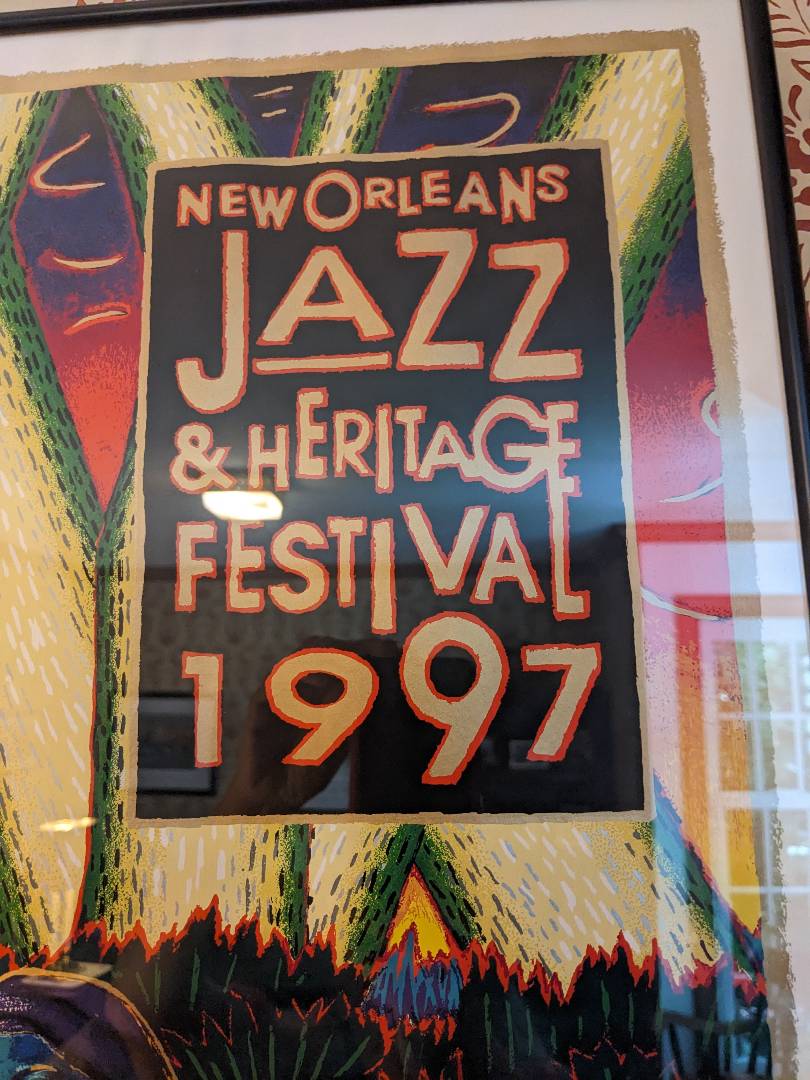 NEW ORLEANS
JAZZ
& HERITAGE
FESTIVAL
1997